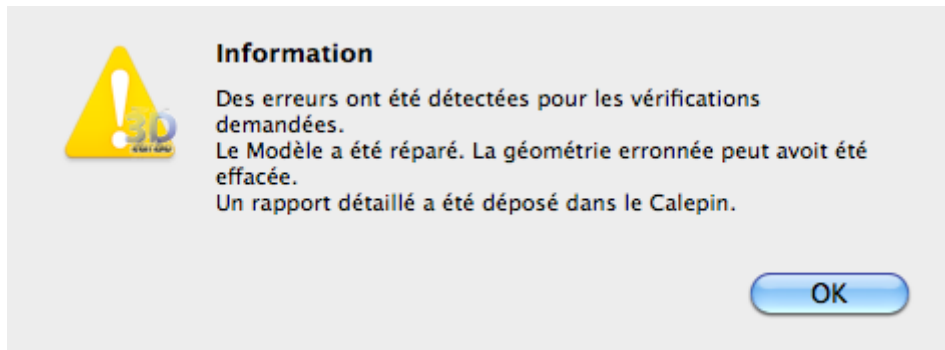 Information
Des erreurs ont été détectées pour les vérifications
demandées.
Le Modèle a été réparé. La géométrie erronnée peut avoit été
effacée.
Un rapport détaillé a été déposé dans le Calepin.
3D
OK